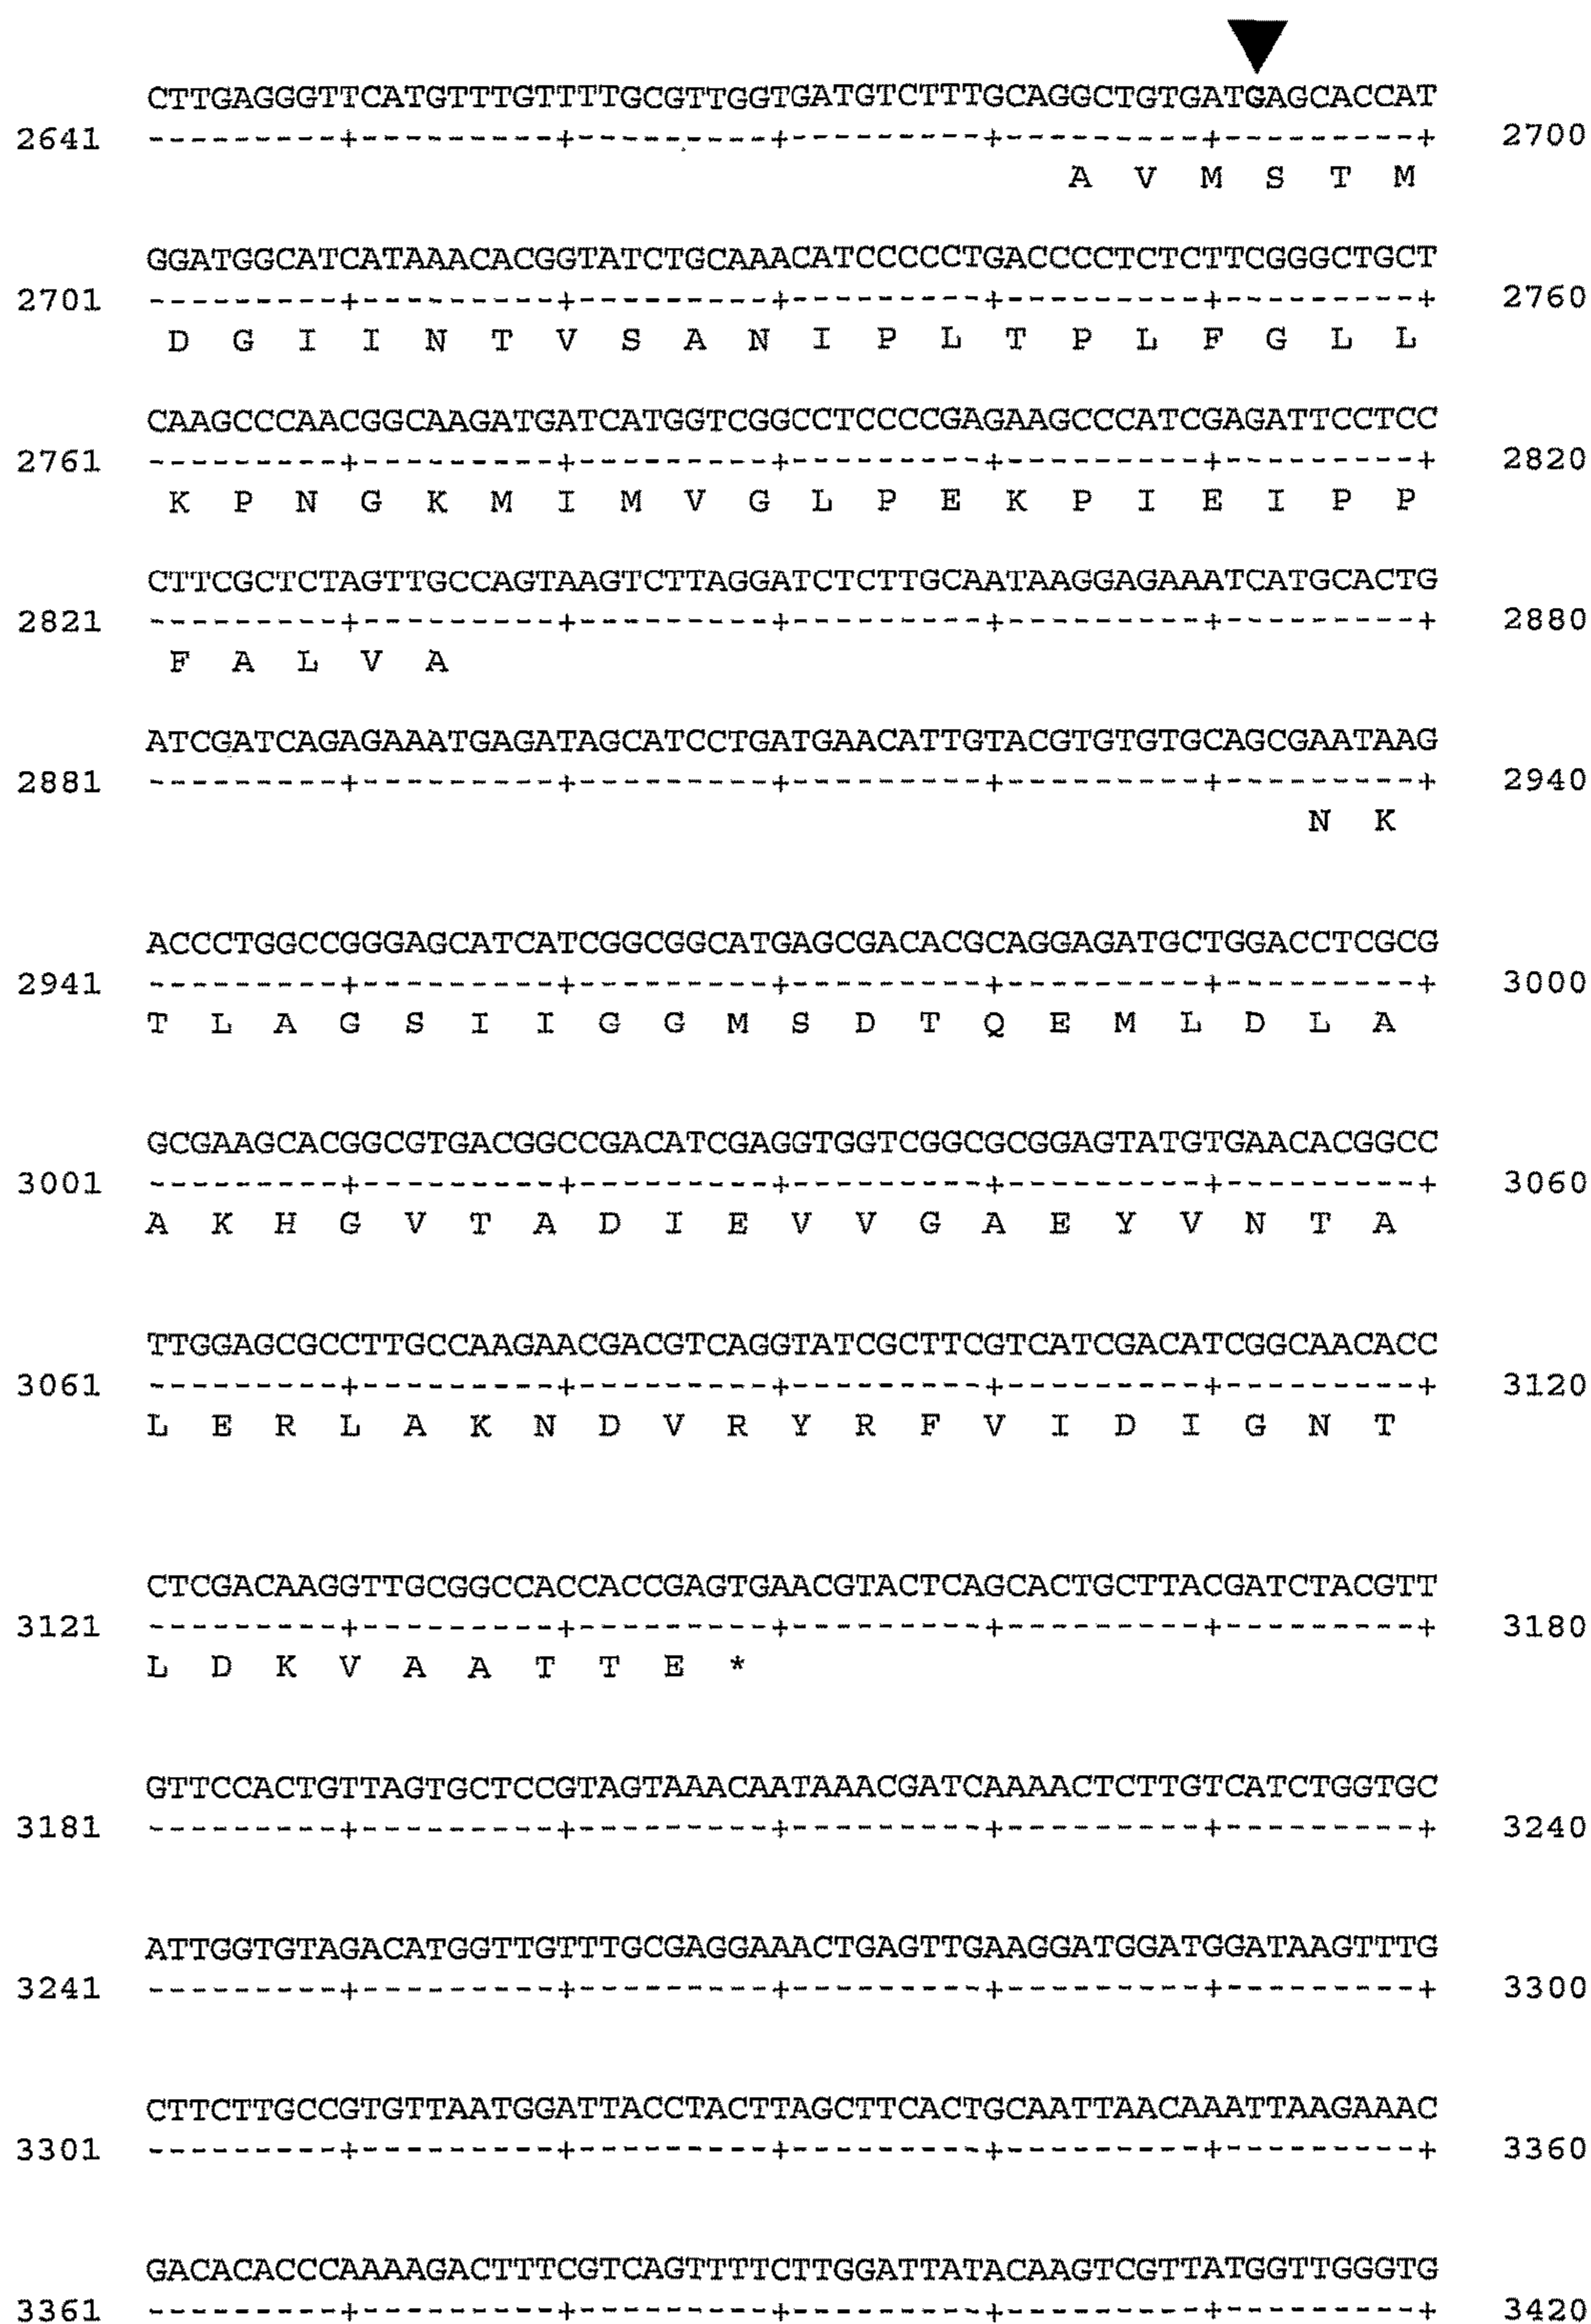 CTTGAGGGTTCATGTTTGTTTTGCGTTGGTGATGTCTTTGCAGGCTGTGATGAGCACCAT
2641 ---------+---------+---------+---------+---------+---------+ 2700
A V M S T M
GGATGGCATCATAAACACGGTATCTGCAAACATCCCCCTGACCCCTCTCTTCGGGCTGCT
2701 ---------+---------+---------+---------+---------+---------+ 2760
D G I I N T V S A N I P L T P L F G L L
CAAGCCCAACGGCAAGATGATCATGGTCGGCCTCCCCGAGAAGCCCATCGAGATTCCTCC
2761 ---------+---------+---------+---------+---------+---------+ 2820
K P N G K M I M V G L P E K P I E I P P
CTTCGCTCTAGTTGCCAGTAAGTCTTAGGATCTCTTGCAATAAGGAGAAATCATGCACTG
2821 ---------+---------+---------+---------+---------+---------+ 2880
F A L V A
ATCGATCAGAGAAATGAGATAGCATCCTGATGAACATTGTACGTGTGTGCAGCGAATAAG
2881 ---------+---------+---------+---------+---------+---------+ 2940
N K
ACCCTGGCCGGGAGCATCATCGGCGGCATGAGCGACACGCAGGAGATGCTGGACCTCGCG
2941 ---------+---------+---------+---------+---------+---------+ 3000
T L A G S I I G G M S D T Q E M L D L A
GCGAAGCACGGCGTGACGGCCGACATCGAGGTGGTCGGCGCGGAGTATGTGAACACGGCC
3001 ---------+---------+---------+---------+---------+---------+ 3060
A K H G V T A D I E V V G A E Y V N T A
TTGGAGCGCCTTGCCAAGAACGACGTCAGGTATCGCTTCGTCATCGACATCGGCAACACC
3061 ---------+---------+---------+---------+---------+---------+ 3120
L E R L A K N D V R Y R F V I D I G N T
CTCGACAAGGTTGCGGCCACCACCGAGTGAACGTACTCAGCACTGCTTACGATCTACGTT
3121 ---------+---------+---------+---------+---------+---------+ 3180
L D K V A A T T E *
GTTCCACTGTTAGTGCTCCGTAGTAAACAATAAACGATCAAAACTCTTGTCATCTGGTGC
3181 ---------+---------+---------+---------+---------+---------+ 3240
ATTGGTGTAGACATGGTTGTTTGCGAGGAAACTGAGTTGAAGGATGGATGGATAAGTTTG
3241 ---------+---------+---------+---------+---------+---------+ 3300
CTTCTTGCCGTGTTAATGGATTACCTACTTAGCTTCACTGCAATTAACAAATTAAGAAAC
3301 ---------+---------+---------+---------+---------+---------+ 3360
GACACACCCAAAAGACTTTCGTCAGTTTTCTTGGATTATACAAGTCGTTATGGTTGGGTG
3361 ---------+---------+---------+---------+---------+---------+ 3420